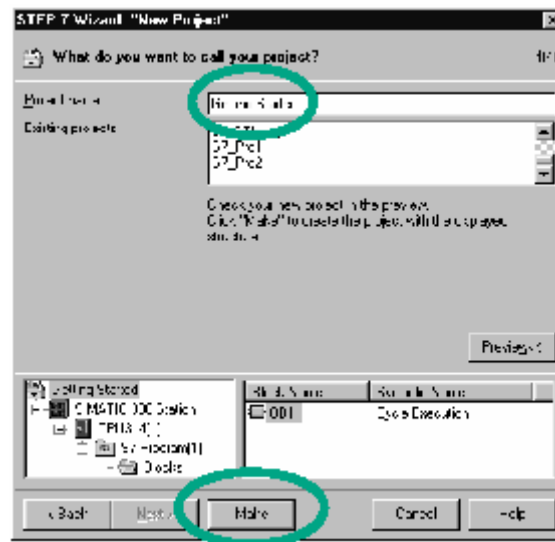 STEP 7 Wizard: "New Project"
What do you want to call your project?
Project name
Existing projects
S7_Pro1
S7_Pro2
Check your new project in the preview.
Click "Make" to create the project with the displayed
structure.
Preview<<
Getting Started
Block Name
Symbolic Name
SIMATIC 300 Station
OB1
Cycle Execution
S7 Program(1)
Blocks
< Back
Next >
Make
Cancel
Help